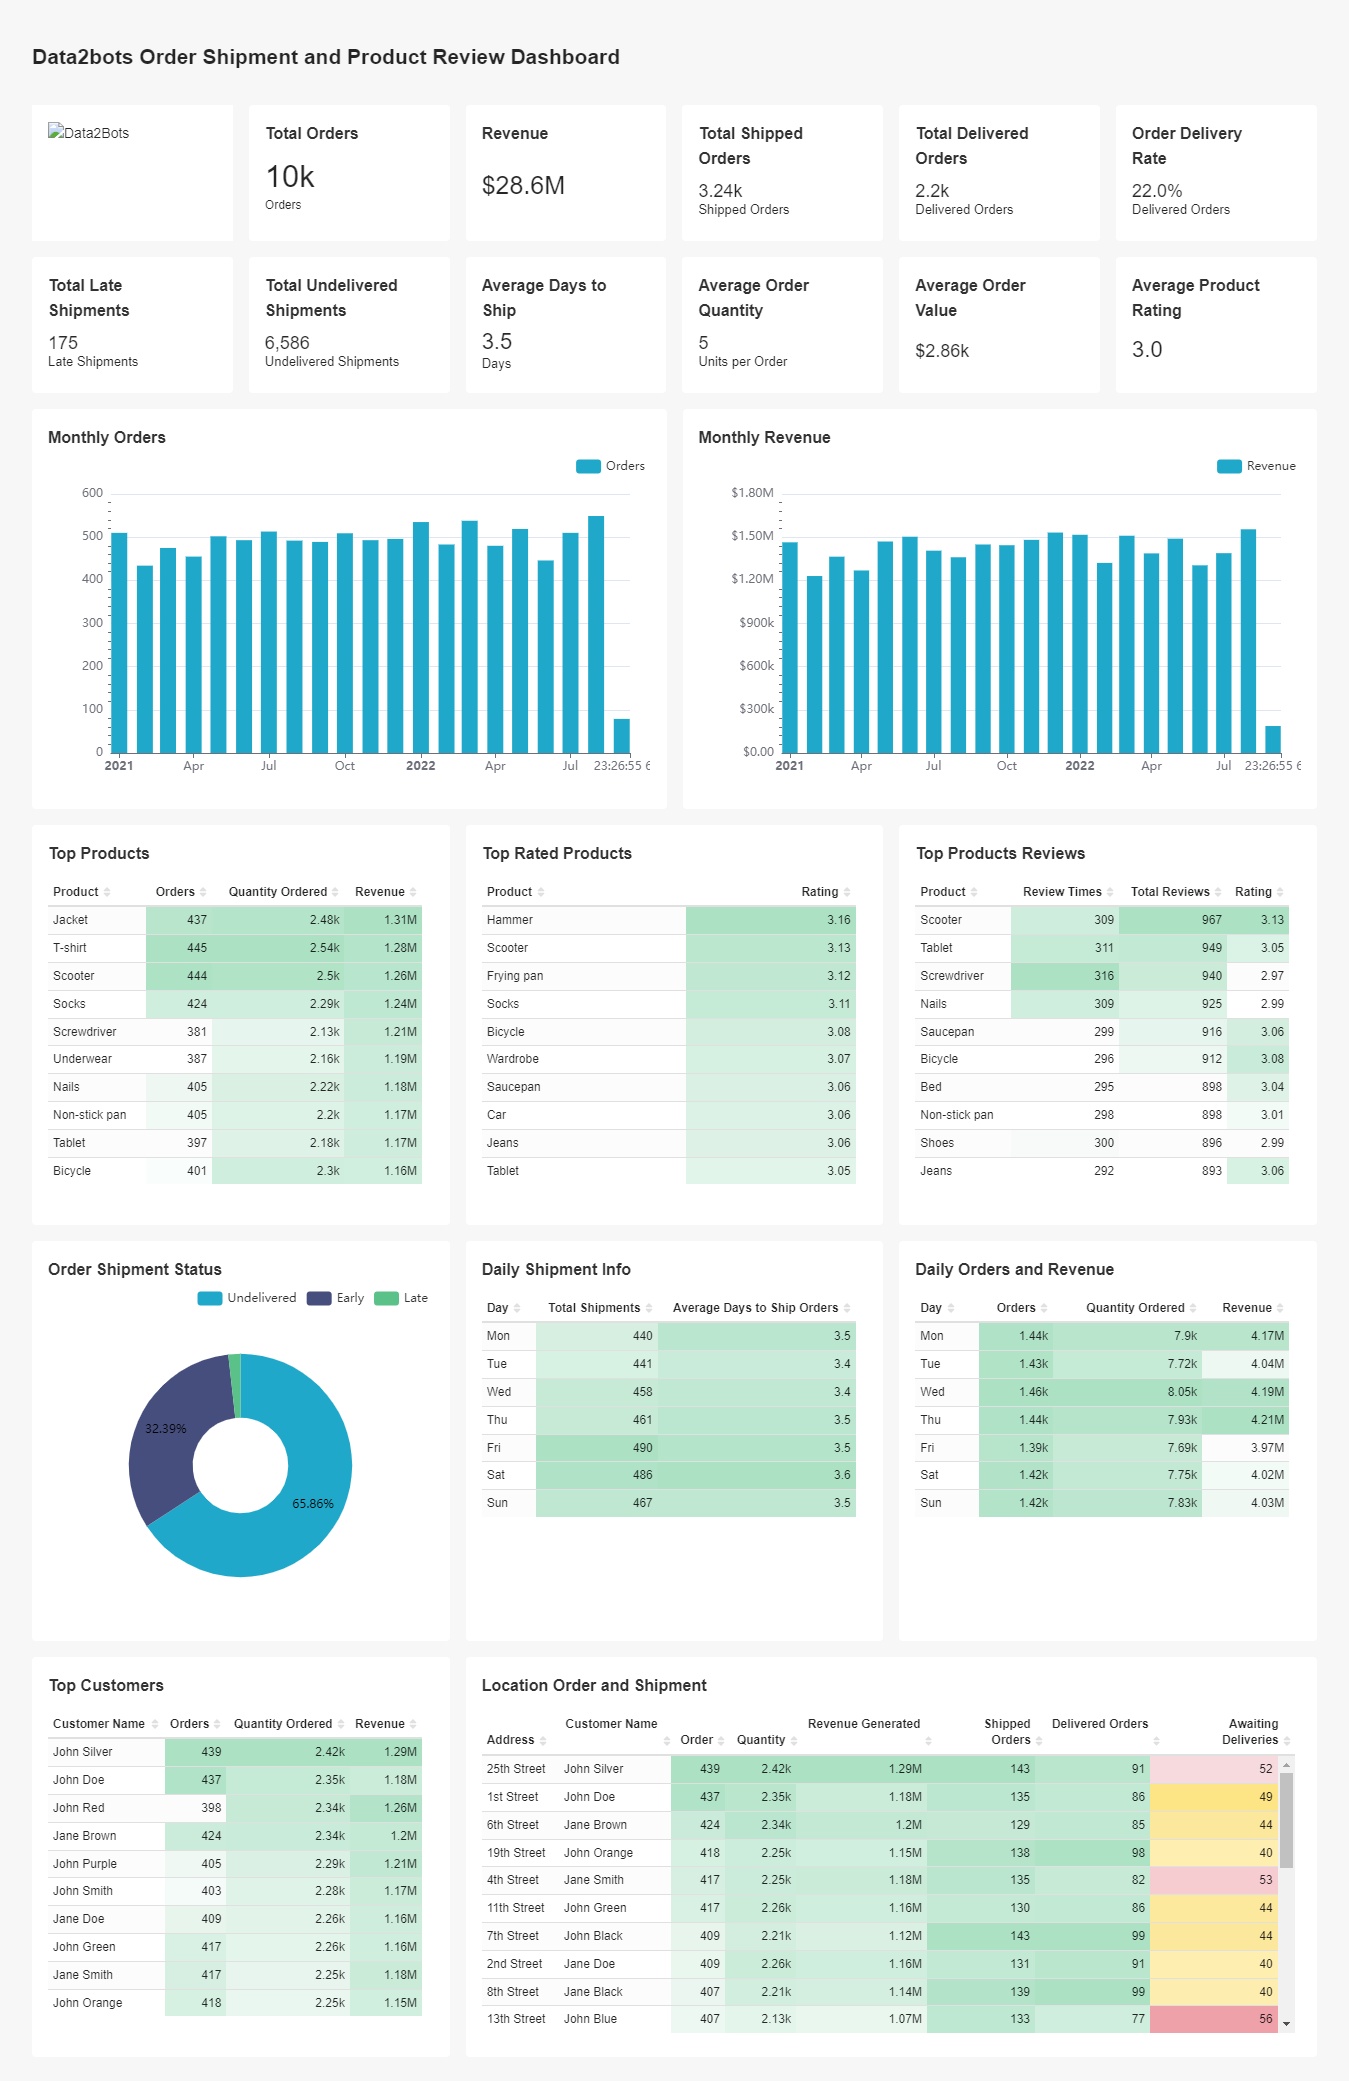 Data2bots Order Shipment and Product Review Dashboard
Data2Bots
Total Orders
10k
Orders
Revenue
$28.6M
Total Shipped
Orders
3.24k
Shipped Orders
Total Delivered
Orders
2.2k
Delivered Orders
Order Delivery
Rate
22.0%
Delivered Orders
Total Late
Shipments
175
Late Shipments
Total Undelivered
Shipments
6,586
Undelivered Shipments
Average Days to
Ship
3.5
Days
Average Order
Quantity
5
Units per Order
Average Order
Value
$2.86k
Average Product
Rating
3.0
Monthly Orders
Orders
600
500
400
300
200
100
0
2021 Apr Jul Oct 2022 Apr Jul 23:26:55 6
Monthly Revenue
Revenue
$1.80M
$1.50M
$1.20M
$900k
$600k
$300k
$0.00
2021 Apr Jul Oct 2022 Apr Jul 23:26:55 6
Top Products
Product Orders Quantity Ordered Revenue
Jacket 437 2.48k 1.31M
T-shirt 445 2.54k 1.28M
Scooter 444 2.5k 1.26M
Socks 424 2.29k 1.24M
Screwdriver 381 2.13k 1.21M
Underwear 387 2.16k 1.19M
Nails 405 2.22k 1.18M
Non-stick pan 405 2.2k 1.17M
Tablet 397 2.18k 1.17M
Bicycle 401 2.3k 1.16M
Top Rated Products
Product Rating
Hammer 3.16
Scooter 3.13
Frying pan 3.12
Socks 3.11
Bicycle 3.08
Wardrobe 3.07
Saucepan 3.06
Car 3.06
Jeans 3.06
Tablet 3.05
Top Products Reviews
Product Review Times Total Reviews Rating
Scooter 309 967 3.13
Tablet 311 949 3.05
Screwdriver 316 940 2.97
Nails 309 925 2.99
Saucepan 299 916 3.06
Bicycle 296 912 3.08
Bed 295 898 3.04
Non-stick pan 298 898 3.01
Shoes 300 896 2.99
Jeans 292 893 3.06
Order Shipment Status
Undelivered Early Late
32.39%
65.86%
Daily Shipment Info
Day Total Shipments Average Days to Ship Orders
Mon 440 3.5
Tue 441 3.4
Wed 458 3.4
Thu 461 3.5
Fri 490 3.5
Sat 486 3.6
Sun 467 3.5
Daily Orders and Revenue
Day Orders Quantity Ordered Revenue
Mon 1.44k 7.9k 4.17M
Tue 1.43k 7.72k 4.04M
Wed 1.46k 8.05k 4.19M
Thu 1.44k 7.93k 4.21M
Fri 1.39k 7.69k 3.97M
Sat 1.42k 7.75k 4.02M
Sun 1.42k 7.83k 4.03M
Top Customers
Customer Name Orders Quantity Ordered Revenue
John Silver 439 2.42k 1.29M
John Doe 437 2.35k 1.18M
John Red 398 2.34k 1.26M
Jane Brown 424 2.34k 1.2M
John Purple 405 2.29k 1.21M
John Smith 403 2.28k 1.17M
Jane Doe 409 2.26k 1.16M
John Green 417 2.26k 1.16M
Jane Smith 417 2.25k 1.18M
John Orange 418 2.25k 1.15M
Location Order and Shipment
Address Customer Name Order Quantity Revenue Generated Shipped Orders Delivered Orders Awaiting Deliveries
25th Street John Silver 439 2.42k 1.29M 143 91 52
1st Street John Doe 437 2.35k 1.18M 135 86 49
6th Street Jane Brown 424 2.34k 1.2M 129 85 44
19th Street John Orange 418 2.25k 1.15M 138 98 40
4th Street Jane Smith 417 2.25k 1.18M 135 82 53
11th Street John Green 417 2.26k 1.16M 130 86 44
7th Street John Black 409 2.21k 1.12M 143 99 44
2nd Street Jane Doe 409 2.26k 1.16M 131 91 40
8th Street Jane Black 407 2.21k 1.14M 139 99 40
13th Street John Blue 407 2.13k 1.07M 133 77 56